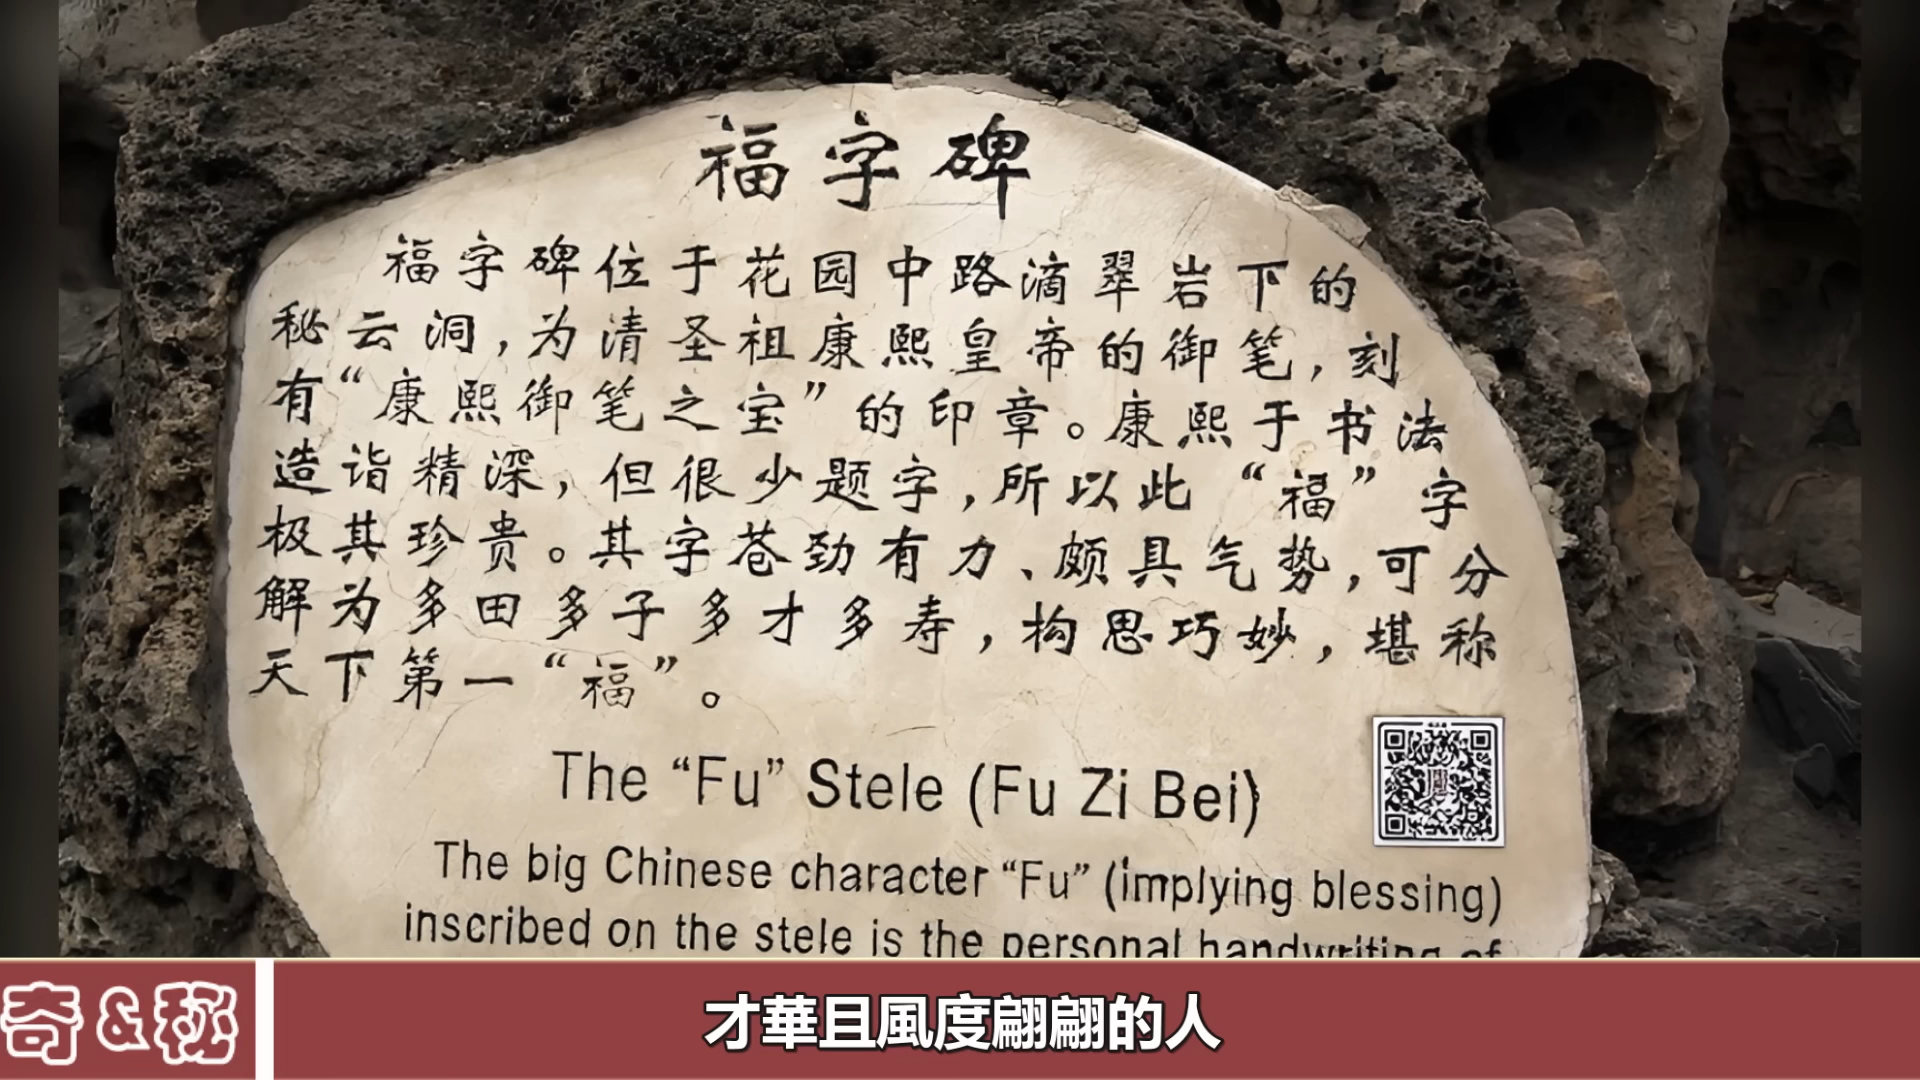 福字碑
福字碑位于花园中路滴翠岩下的
秘云洞,为清圣祖康熙皇帝的御笔,刻
有“康熙御笔之宝”的印章。康熙于书法
造诣精深,但很少题字,所以此“福”字
极其珍贵。其字苍劲有力、颇具气势,可分
解为多田多子多才多寿,构思巧妙,堪称
天下第一“福”。
The “Fu” Stele (Fu Zi Bei)
The big Chinese character “Fu” (implying blessing)
inscribed on the stele is the personal handwriting of
奇&秘
才華且風度翩翩的人